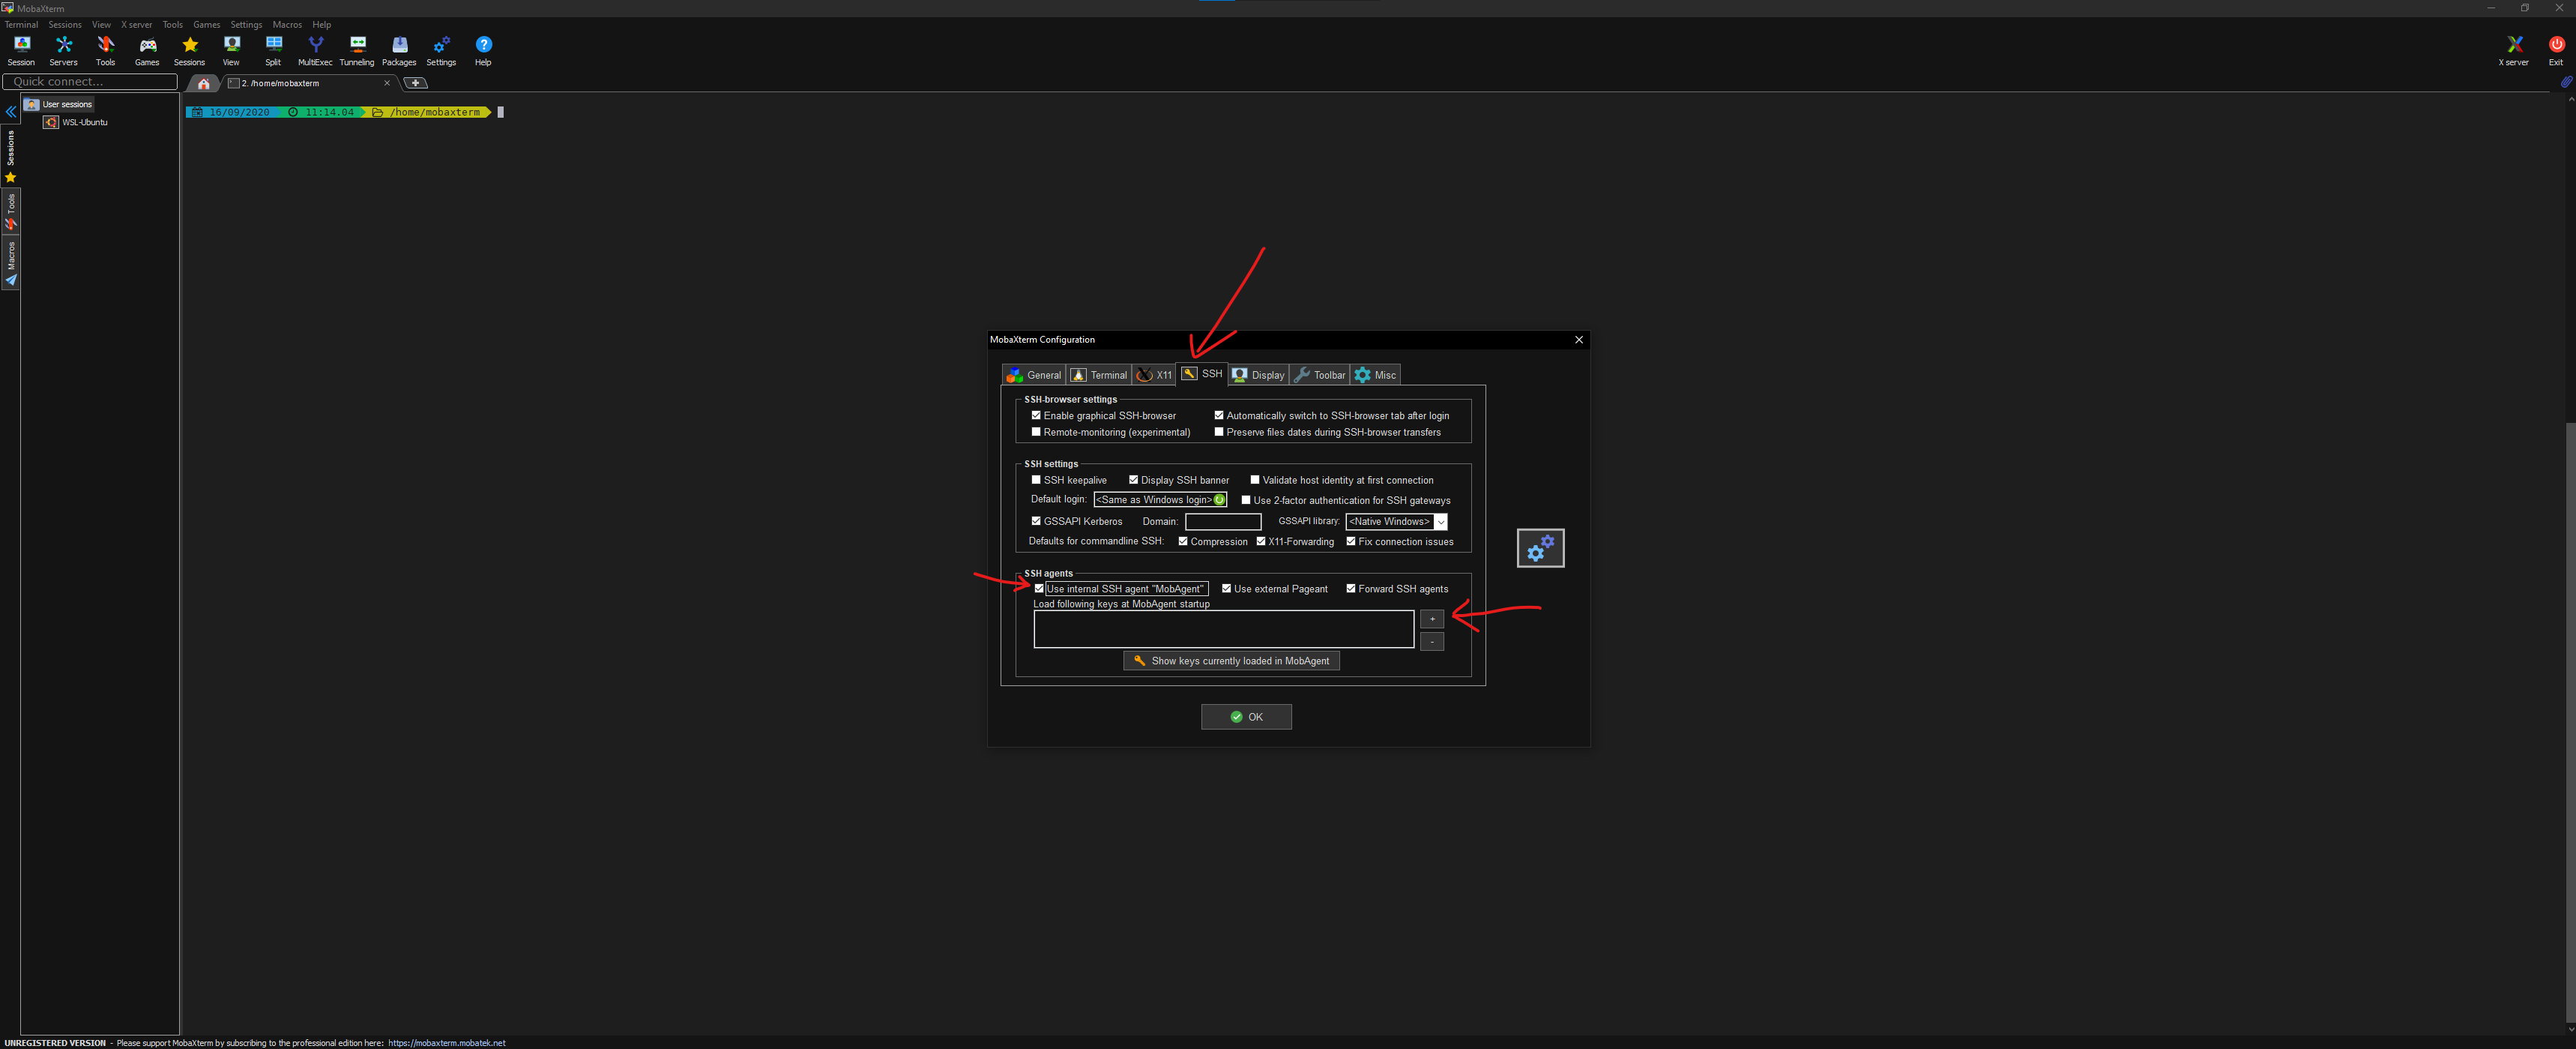 MobaXterm
Terminal Sessions View X server Tools Games Settings Macros Help
Session Servers Tools Games Sessions View Split MultiExec Tunneling Packages Settings Help X server Exit
Quick connect...
2. /home/mobaxterm
User sessions
WSL-Ubuntu
Sessions
Tools
Macros
16/09/2020 11:14.04 /home/mobaxterm
MobaXterm Configuration
General Terminal X11 SSH Display Toolbar Misc
SSH-browser settings
Enable graphical SSH-browser Automatically switch to SSH-browser tab after login
Remote-monitoring (experimental) Preserve files dates during SSH-browser transfers
SSH settings
SSH keepalive Display SSH banner Validate host identity at first connection
Default login: <Same as Windows login> Use 2-factor authentication for SSH gateways
GSSAPI Kerberos Domain: GSSAPI library: <Native Windows>
Defaults for commandline SSH: Compression X11-Forwarding Fix connection issues
SSH agents
Use internal SSH agent "MobAgent" Use external Pageant Forward SSH agents
Load following keys at MobAgent startup
+
-
Show keys currently loaded in MobAgent
OK
UNREGISTERED VERSION - Please support MobaXterm by subscribing to the professional edition here: https://mobaxterm.mobatek.net